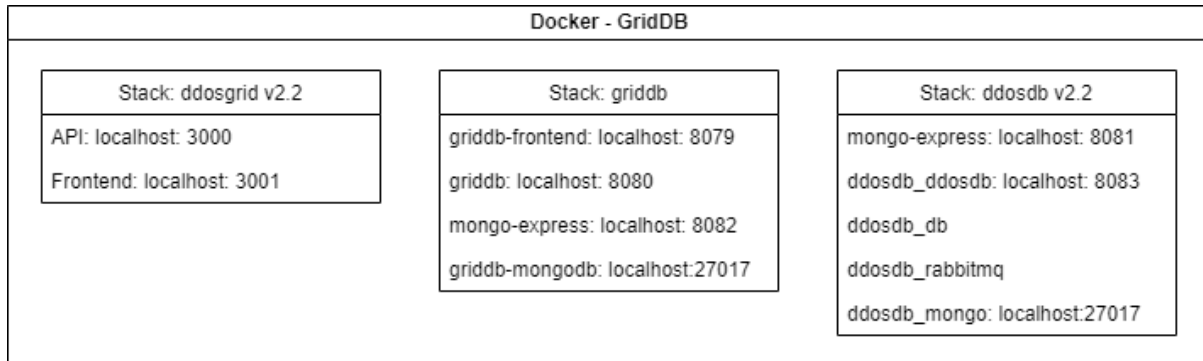 Docker - GridDB
Stack: ddosgrid v2.2
API: localhost: 3000
Frontend: localhost: 3001
Stack: griddb
griddb-frontend: localhost: 8079
griddb: localhost: 8080
mongo-express: localhost: 8082
griddb-mongodb: localhost:27017
Stack: ddosdb v2.2
mongo-express: localhost: 8081
ddosdb_ddosdb: localhost: 8083
ddosdb_db
ddosdb_rabbitmq
ddosdb_mongo: localhost:27017